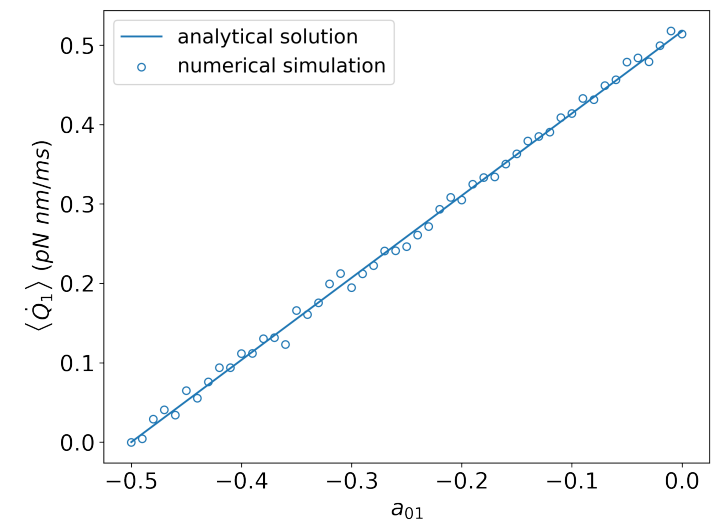 analytical solution
numerical simulation
⟨Q̇₁⟩ (pN nm/ms)
0.5
0.4
0.3
0.2
0.1
0.0
−0.5 −0.4 −0.3 −0.2 −0.1 0.0
a₀₁